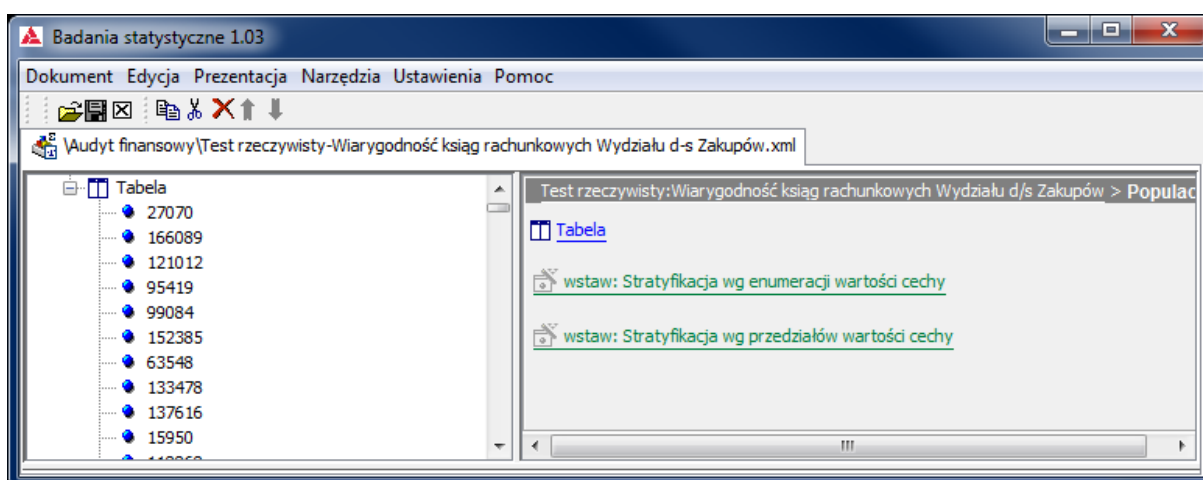 Badania statystyczne 1.03
Dokument Edycja Prezentacja Narzędzia Ustawienia Pomoc
\Audyt finansowy\Test rzeczywisty-Wiarygodność ksiąg rachunkowych Wydziału d-s Zakupów.xml
Tabela
27070
166089
121012
95419
99084
152385
63548
133478
137616
15950
Test rzeczywisty:Wiarygodność ksiąg rachunkowych Wydziału d/s Zakupów > Populac
Tabela
wstaw: Stratyfikacja wg enumeracji wartości cechy
wstaw: Stratyfikacja wg przedziałów wartości cechy